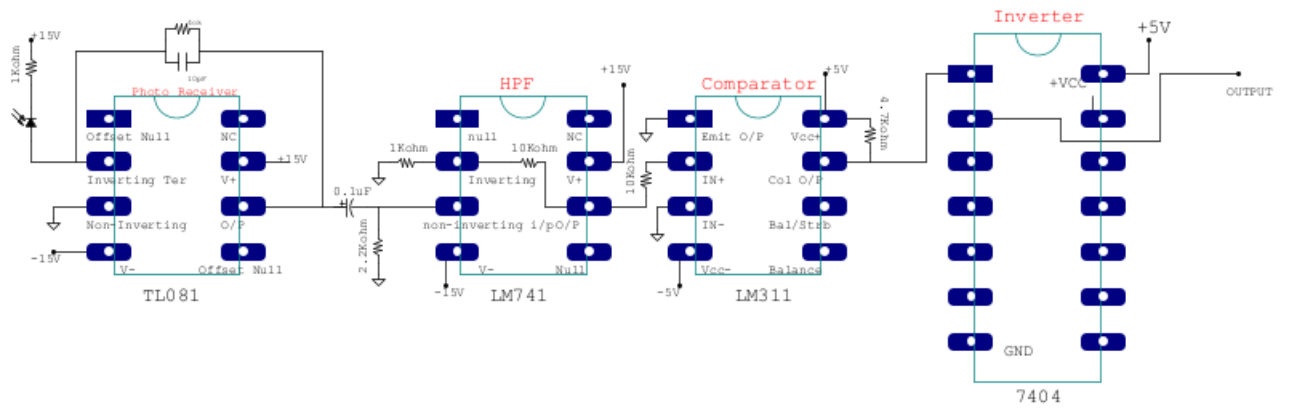 Inverter
+5V
+15V
1Kohm
10pF
Photo Receiver
Offset Null
NC
Inverting Ter
+15V
V+
Non-Inverting
O/P
-15V
V-
Offset Null
TL081
0.1uF
2.2Kohm
HPF
+15V
null
NC
1Kohm
10Kohm
Inverting
V+
non-inverting i/p
O/P
-15V
V-
Null
LM741
10Kohm
Comparator
+5V
Emit O/P
Vcc+
4.7Kohm
IN+
Col O/P
IN-
Bal/Strb
-5V
Vcc-
Balance
LM311
+VCC
OUTPUT
GND
7404